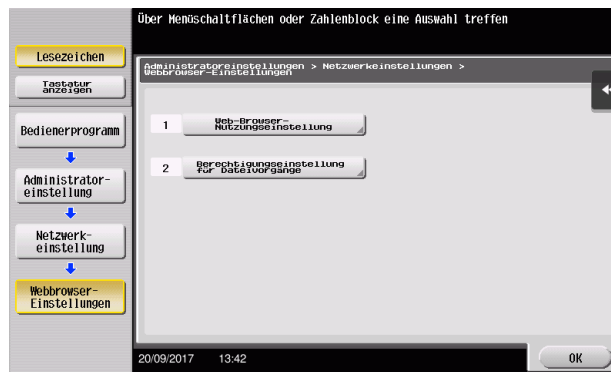 Über Menüschaltflächen oder Zahlenblock eine Auswahl treffen
Lesezeichen
Tastatur
anzeigen
Bedienerprogramm
Administrator-
einstellung
Netzwerk-
einstellung
Webbrowser-
Einstellungen
Administratoreinstellungen > Netzwerkeinstellungen >
Webbrowser-Einstellungen
1
Web-Browser-
Nutzungseinstellung
2
Berechtigungseinstellung
für Dateivorgänge
20/09/2017 13:42
OK